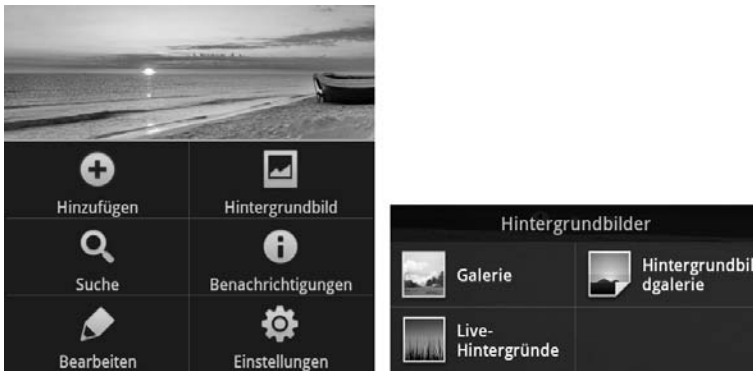 Hinzufügen
Hintergrundbild
Suche
Benachrichtigungen
Bearbeiten
Einstellungen
Hintergrundbilder
Galerie
Hintergrundbil
dgalerie
Live-
Hintergründe